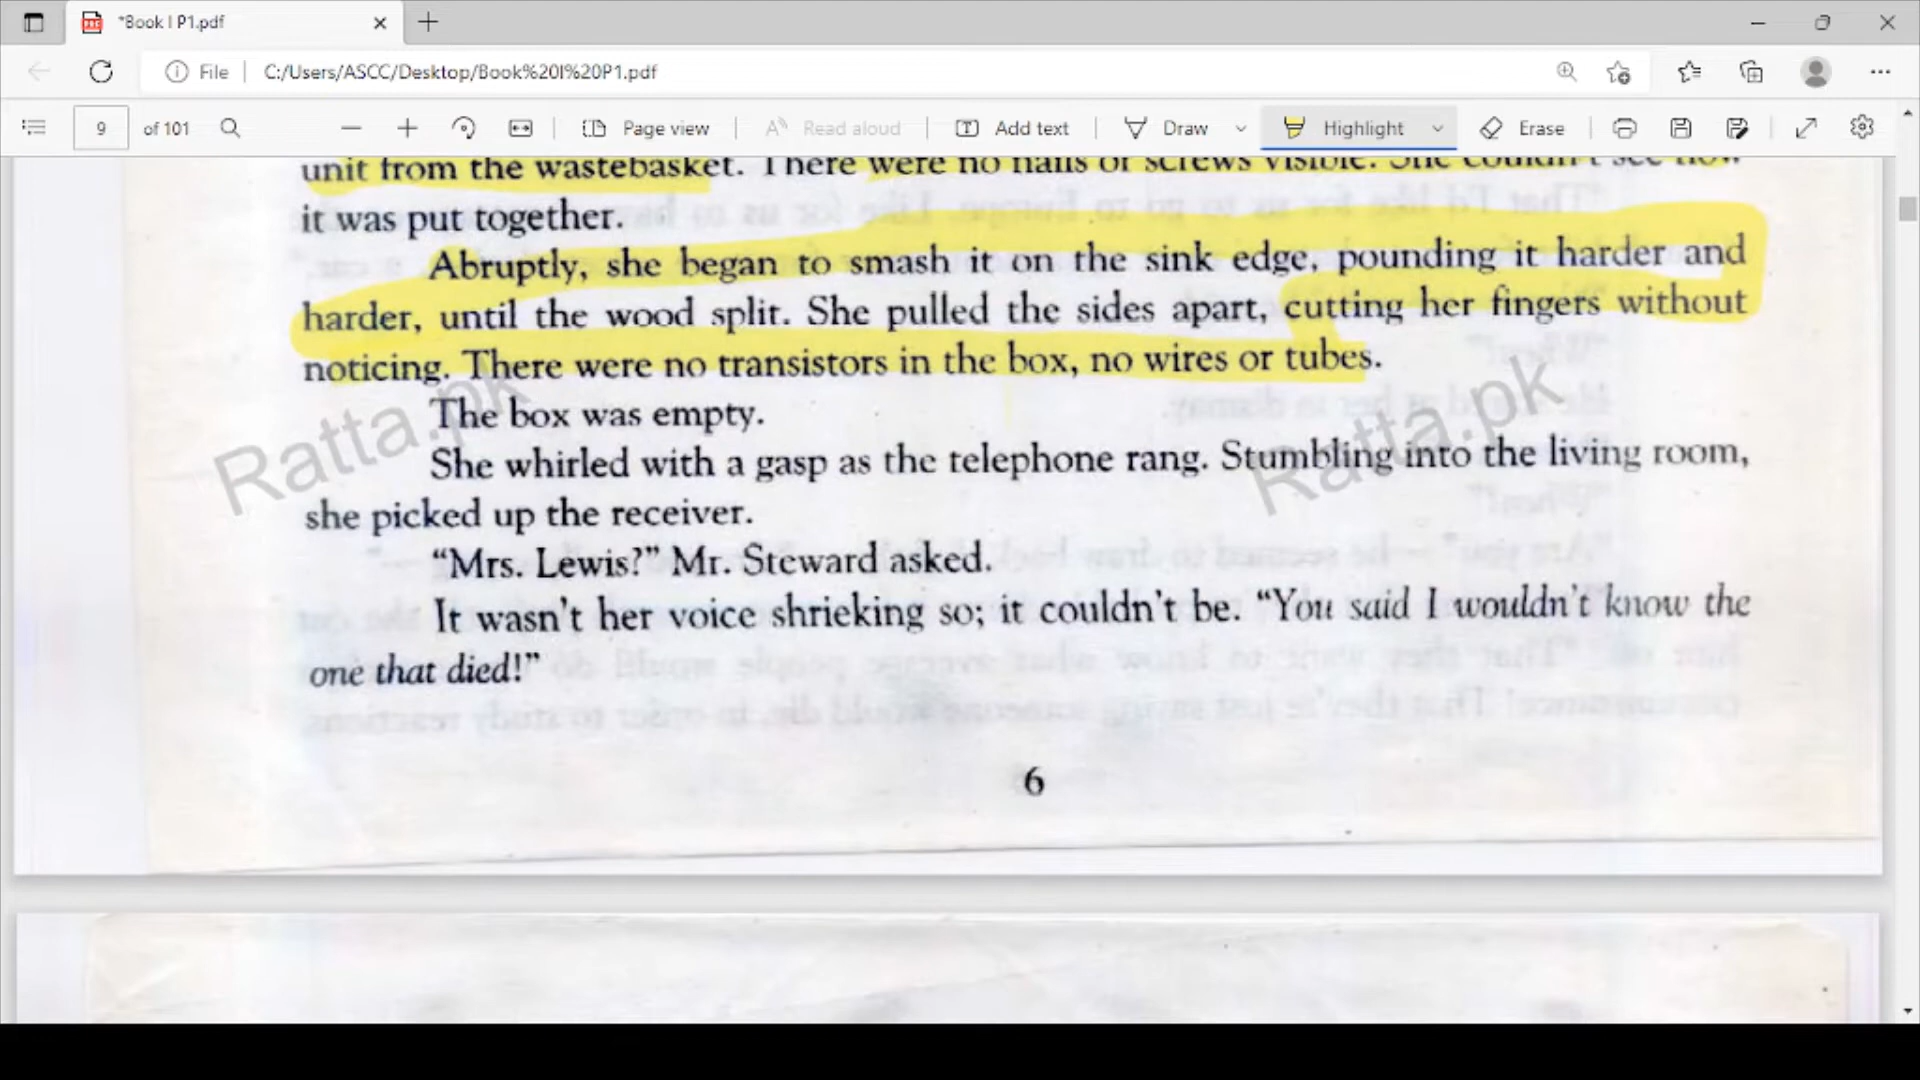 *Book I P1.pdf
File C:/Users/ASCC/Desktop/Book%20I%20P1.pdf
9 of 101 Page view Read aloud Add text Draw Highlight Erase
unit from the wastebasket. There were no nails or screws visible. She couldn't see how
it was put together.
Abruptly, she began to smash it on the sink edge, pounding it harder and
harder, until the wood split. She pulled the sides apart, cutting her fingers without
noticing. There were no transistors in the box, no wires or tubes.
The box was empty.
She whirled with a gasp as the telephone rang. Stumbling into the living room,
she picked up the receiver.
“Mrs. Lewis?” Mr. Steward asked.
It wasn't her voice shrieking so; it couldn't be. “You said I wouldn't know the
one that died!”
6
Ratta.pk
Ratta.pk